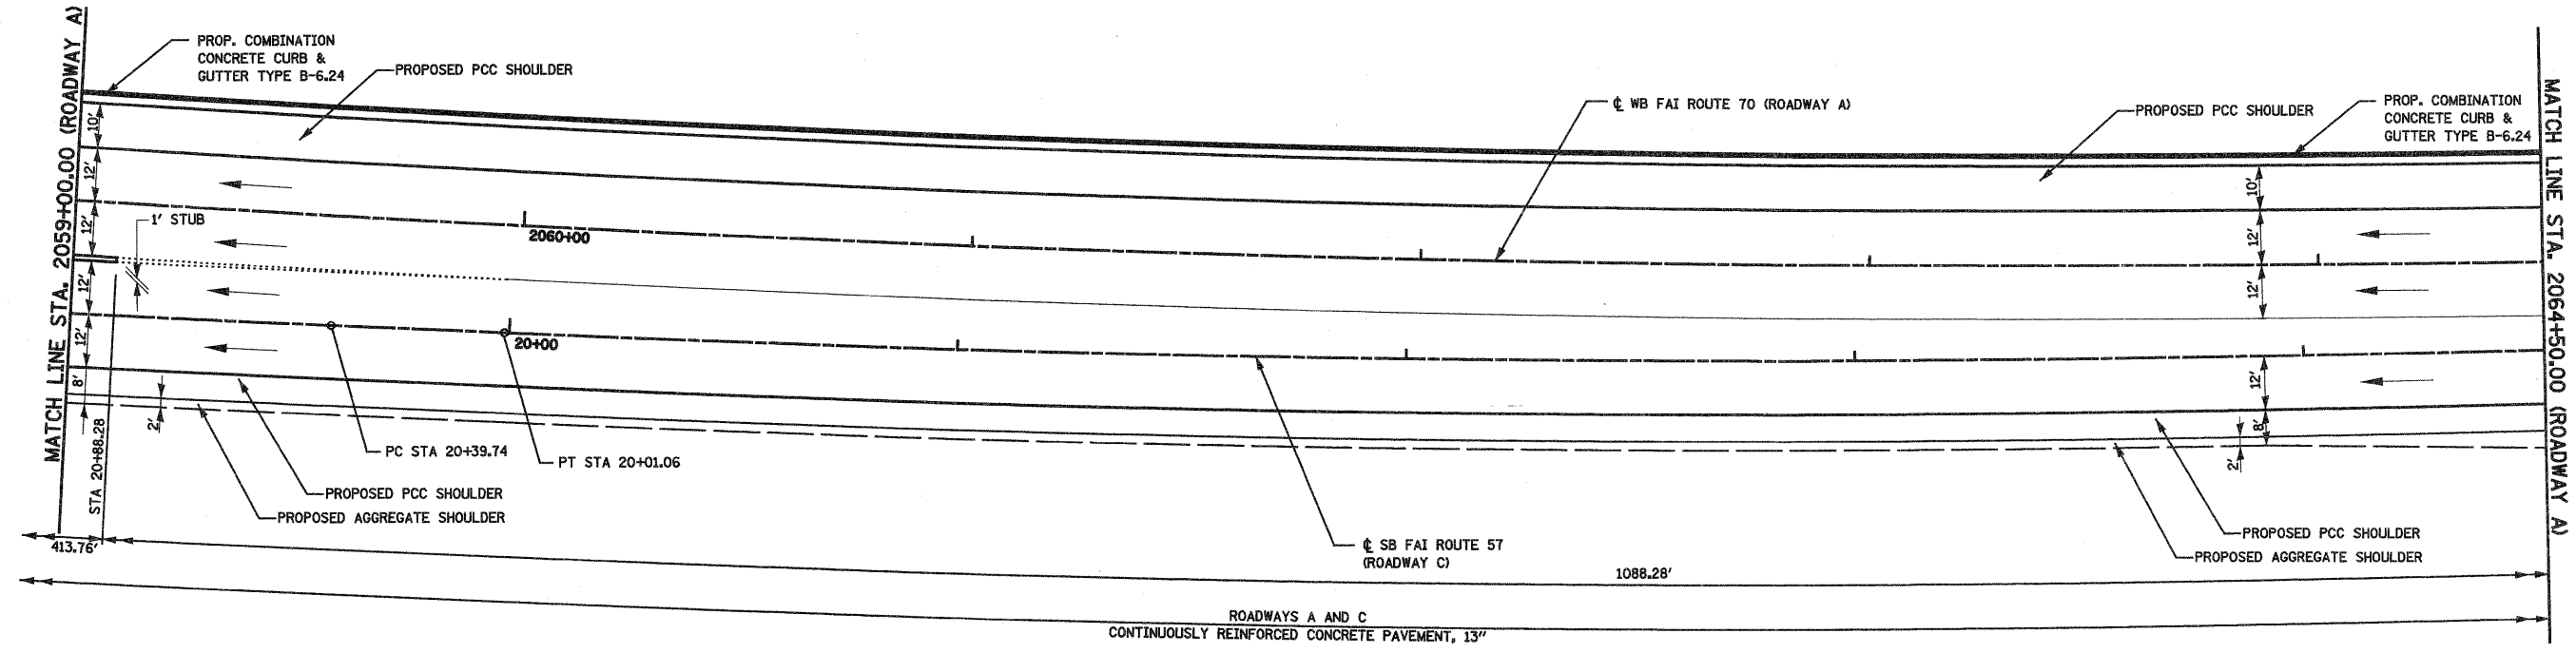 MATCH LINE STA. 2059+00.00 (ROADWAY A)
PROP. COMBINATION
CONCRETE CURB &
GUTTER TYPE B-6.24
PROPOSED PCC SHOULDER
℄ WB FAI ROUTE 70 (ROADWAY A)
PROPOSED PCC SHOULDER
PROP. COMBINATION
CONCRETE CURB &
GUTTER TYPE B-6.24
MATCH LINE STA. 2064+50.00 (ROADWAY A)
10'
12'
12'
12'
12'
8'
2'
1' STUB
2060+00
20+00
10'
12'
12'
12'
8'
2'
STA 20+88.28
PC STA 20+39.74
PT STA 20+01.06
PROPOSED PCC SHOULDER
PROPOSED AGGREGATE SHOULDER
℄ SB FAI ROUTE 57
(ROADWAY C)
PROPOSED PCC SHOULDER
PROPOSED AGGREGATE SHOULDER
413.76'
1088.28'
ROADWAYS A AND C
CONTINUOUSLY REINFORCED CONCRETE PAVEMENT, 13"